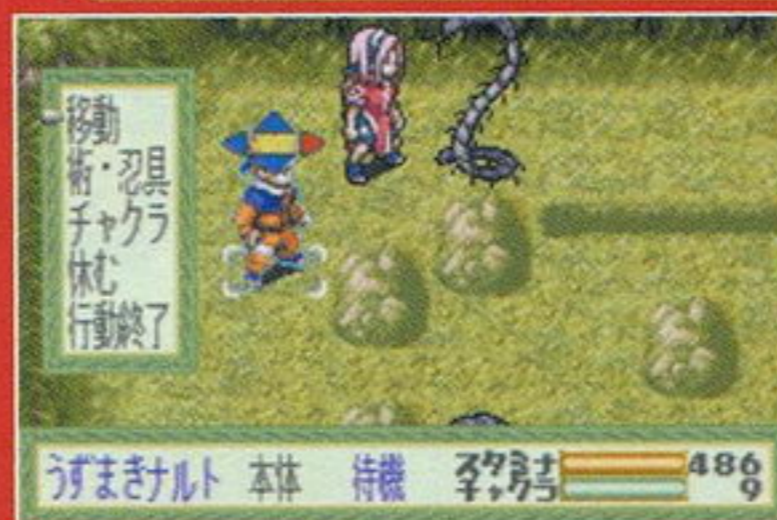 移動
術・忍具
チャクラ
休む
行動終了
うずまきナルト 本体 待機 スタミナ 486
チャクラ 9